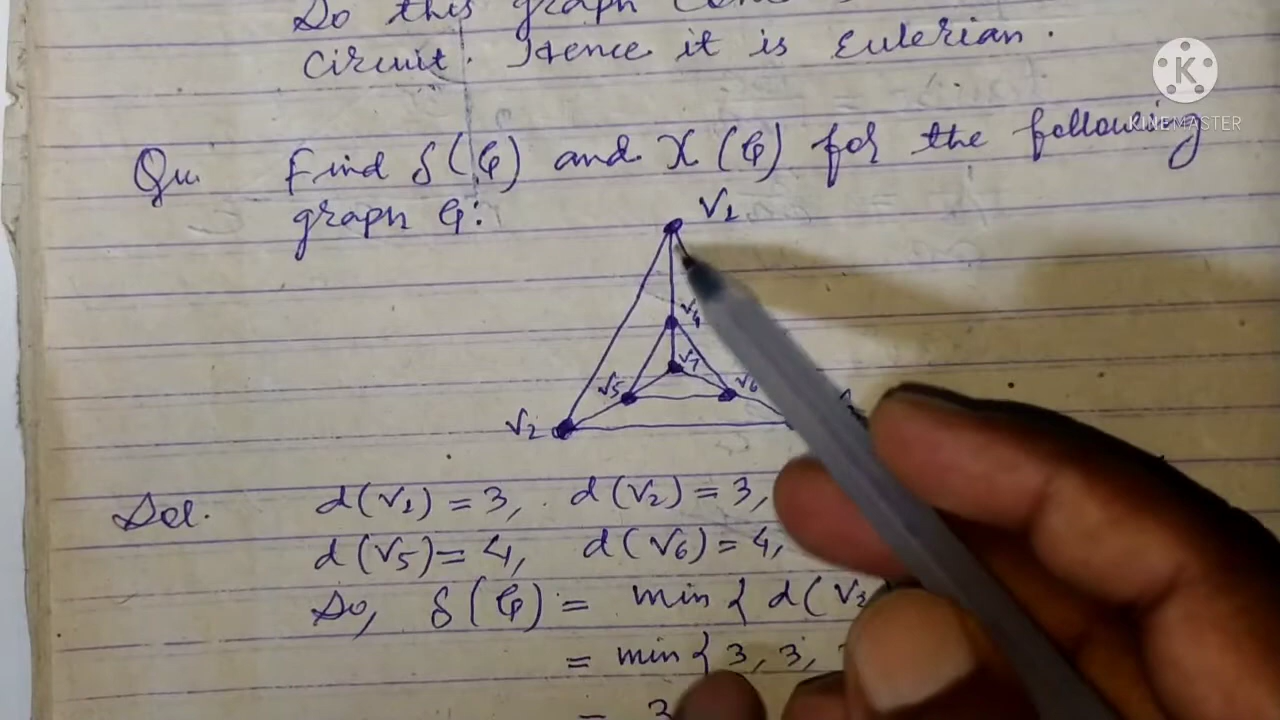 So this graph
circuit. Hence it is Eulerian.
K
KINEMASTER
Qu. Find δ(G) and X(G) for the following
graph G:
V1
V4
V7
V5
V6
V2
Sol. d(V1) = 3, d(V2) = 3,
d(V5) = 4, d(V6) = 4,
So, δ(G) = min { d(V
= min { 3, 3,
= 3